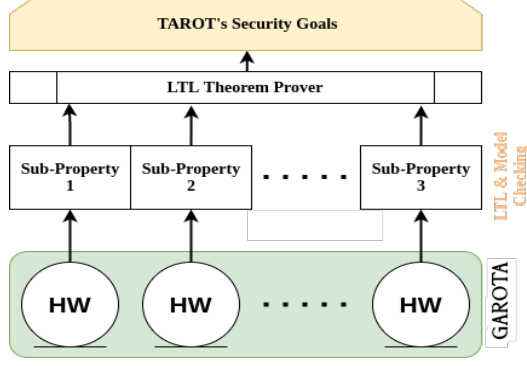 TAROT's Security Goals
LTL Theorem Prover
Sub-Property
1
Sub-Property
2
Sub-Property
3
LTL & Model
Checking
HW
HW
HW
GAROTA